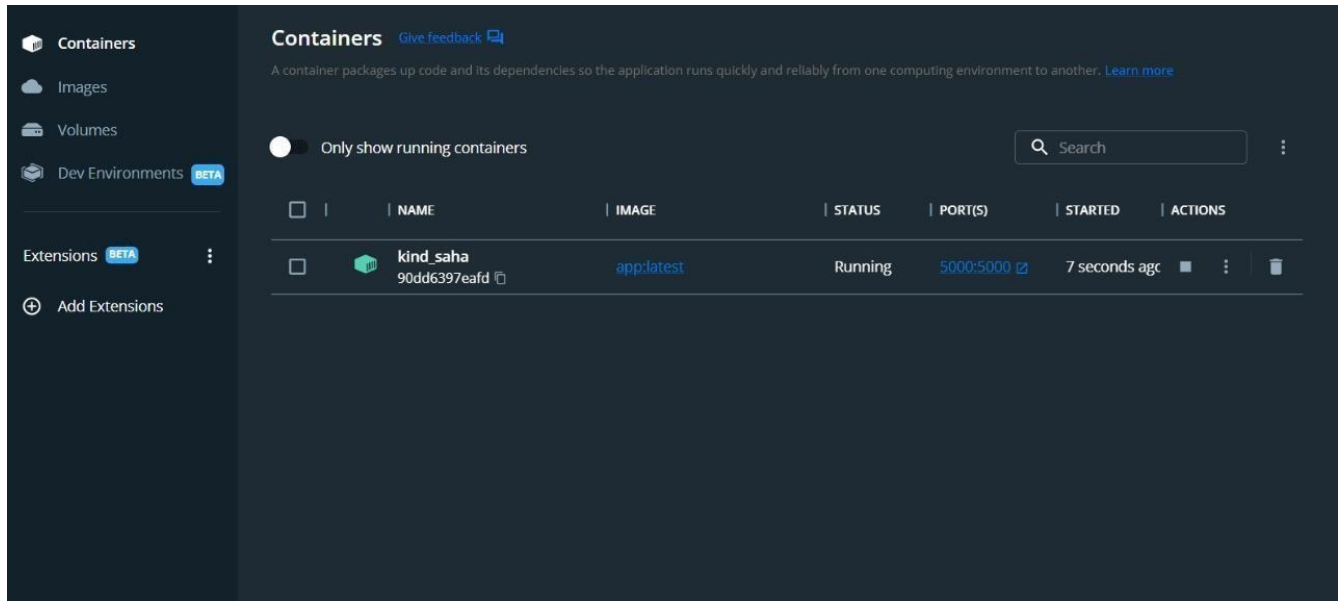 Containers
Images
Volumes
Dev Environments BETA
Extensions BETA
Add Extensions
Containers Give feedback
A container packages up code and its dependencies so the application runs quickly and reliably from one computing environment to another. Learn more
Only show running containers
Search
NAME IMAGE STATUS PORT(S) STARTED ACTIONS
kind_saha app:latest Running 5000:5000 7 seconds agc
90dd6397eafd